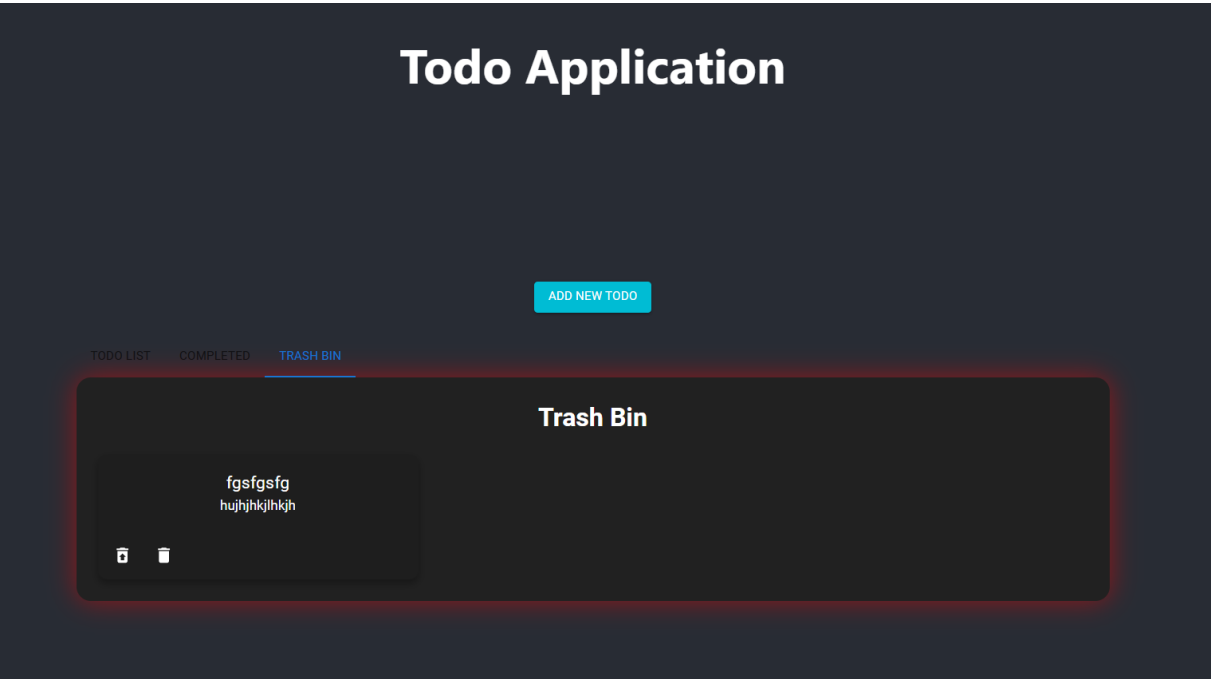 Todo Application
ADD NEW TODO
TODO LIST COMPLETED TRASH BIN
Trash Bin
fgsfgsfg
hujhjhkjlhkjh